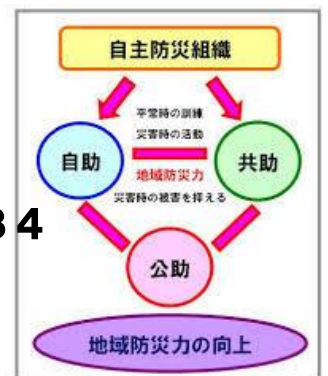 自主防災組織
平常時の訓練
災害時の活動
自助
共助
地域防災力
災害時の被害を抑える
4
公助
地域防災力の向上